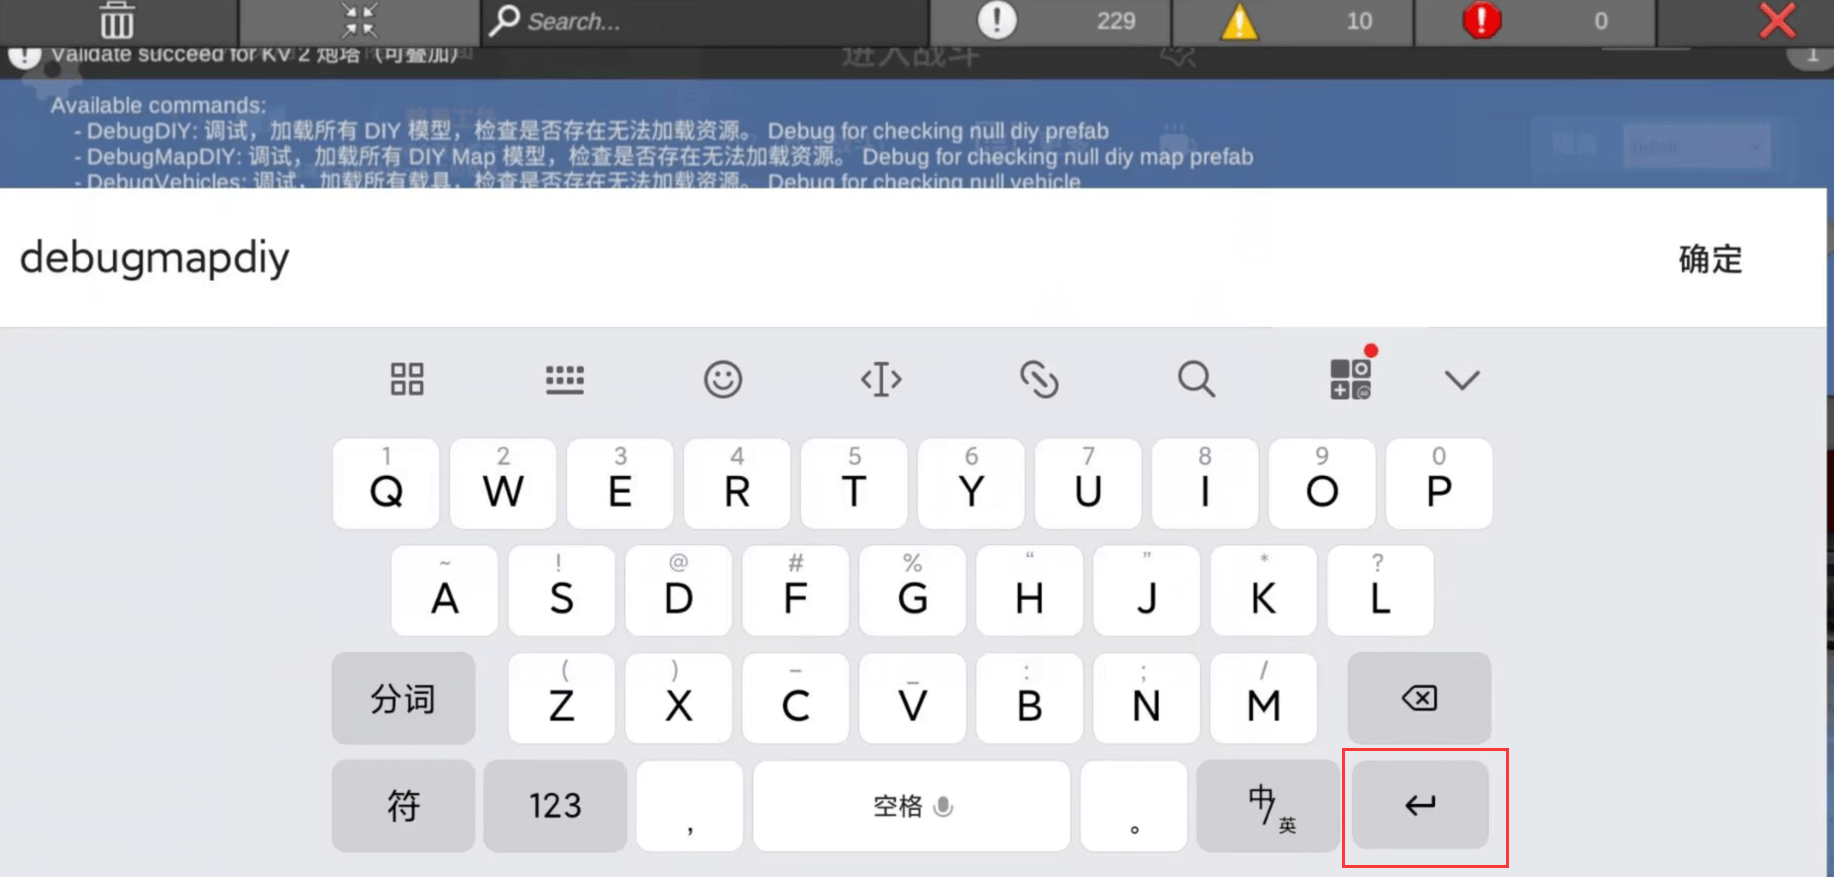 Search...
229
10
0
Validate succeed for KV 2 炮塔（可叠加）
进入战斗
1
Available commands:
- DebugDIY: 调试，加载所有 DIY 模型，检查是否存在无法加载资源。 Debug for checking null diy prefab
- DebugMapDIY: 调试，加载所有 DIY Map 模型，检查是否存在无法加载资源。 Debug for checking null diy map prefab
- DebugVehicles: 调试，加载所有载具，检查是否存在无法加载资源。 Debug for checking null vehicle
debugmapdiy
确定
1 2 3 4 5 6 7 8 9 0
Q W E R T Y U I O P
~ ! @ # % “ ” * ?
A S D F G H J K L
( ) – _ : ; /
分词 Z X C V B N M
符 123 , 空格 。 中/英